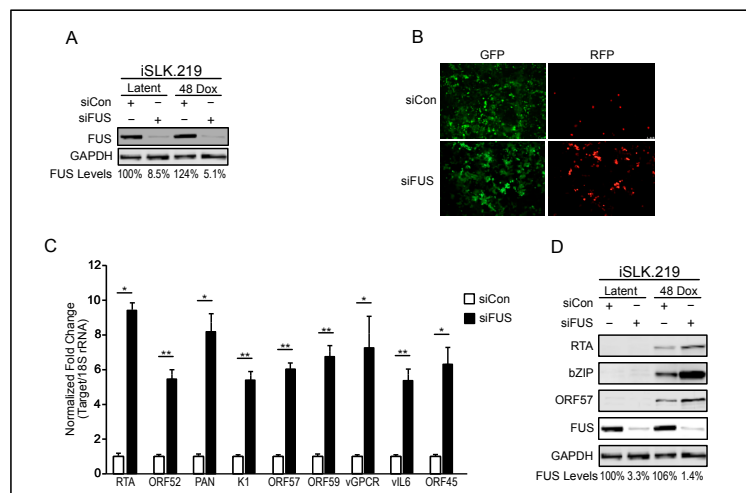 A
iSLK.219
Latent 48 Dox
siCon + – + –
siFUS – + – +
FUS
GAPDH
FUS Levels 100% 8.5% 124% 5.1%
B
GFP RFP
siCon
siFUS
C
Normalized Fold Change
(Target/18S rRNA)
12
10
8
6
4
2
0
* ** * ** ** ** * ** *
siCon
siFUS
RTA ORF52 PAN K1 ORF57 ORF59 vGPCR vIL6 ORF45
D
iSLK.219
Latent 48 Dox
siCon + – + –
siFUS – + – +
RTA
bZIP
ORF57
FUS
GAPDH
FUS Levels 100% 3.3% 106% 1.4%